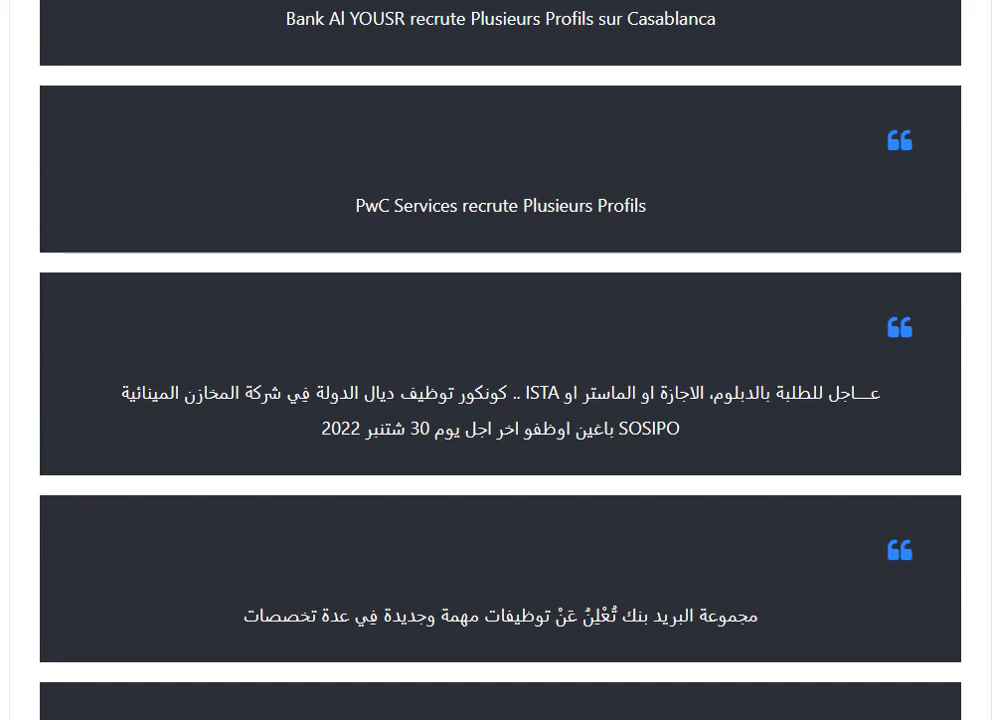 Bank Al YOUSR recrute Plusieurs Profils sur Casablanca
PwC Services recrute Plusieurs Profils
عـــاجل للطلبة بالدبلوم، الاجازة او الماستر او ISTA .. كونكور توظيف ديال الدولة فِي شركة المخازن المينائية
SOSIPO باغين اوظفو اخر اجل يوم 30 شتنبر 2022
مجموعة البريد بنك تُعْلِنُ عَنْ توظيفات مهمة وجديدة فِي عدة تخصصات